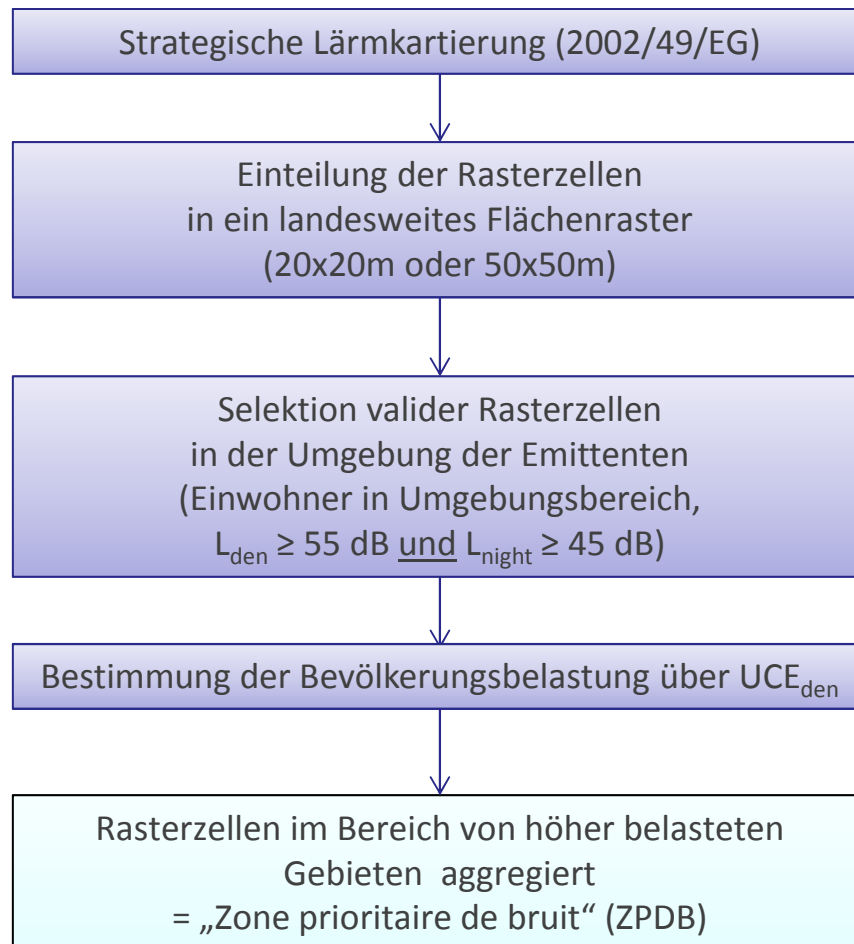 Strategische Lärmkartierung (2002/49/EG)
Einteilung der Rasterzellen
in ein landesweites Flächenraster
(20x20m oder 50x50m)
Selektion valider Rasterzellen
in der Umgebung der Emittenten
(Einwohner in Umgebungsbereich,
Lden ≥ 55 dB und Lnight ≥ 45 dB)
Bestimmung der Bevölkerungsbelastung über UCEden
Rasterzellen im Bereich von höher belasteten
Gebieten aggregiert
= „Zone prioritaire de bruit“ (ZPDB)